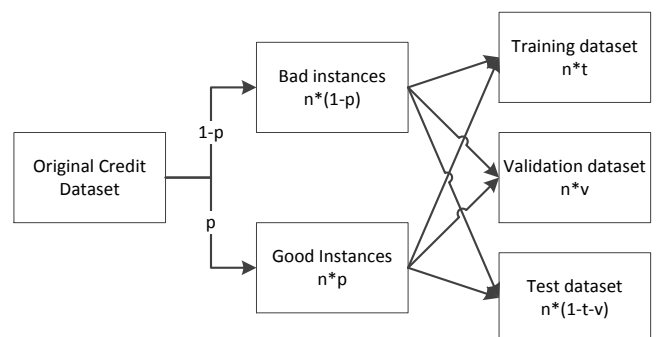 Original Credit
Dataset
1-p
p
Bad instances
n*(1-p)
Good Instances
n*p
Training dataset
n*t
Validation dataset
n*v
Test dataset
n*(1-t-v)